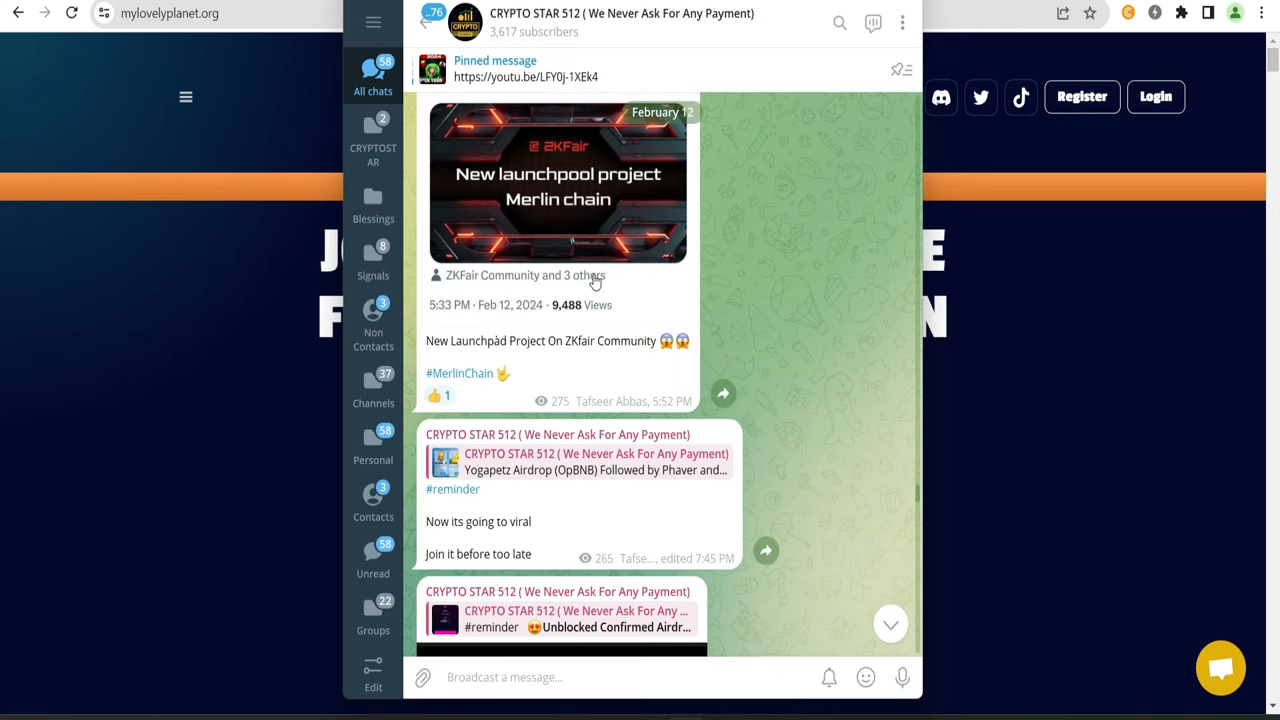 mylovelyplanet.org
..76
CRYPTO STAR 512 ( We Never Ask For Any Payment)
3,617 subscribers
Pinned message
https://youtu.be/LFY0j-1XEk4
58
All chats
2
CRYPTOST
AR
Blessings
8
Signals
3
Non
Contacts
37
Channels
58
Personal
3
Contacts
58
Unread
22
Groups
Edit
February 12
ZKFair
New launchpool project
Merlin chain
ZKFair Community and 3 others
5:33 PM · Feb 12, 2024 · 9,488 Views
New Launchpàd Project On ZKfair Community 😱😱
#MerlinChain 🤟
👍 1
275 Tafseer Abbas, 5:52 PM
CRYPTO STAR 512 ( We Never Ask For Any Payment)
CRYPTO STAR 512 ( We Never Ask For Any Payment)
Yogapetz Airdrop (OpBNB) Followed by Phaver and...
#reminder
Now its going to viral
Join it before too late
265 Tafse..., edited 7:45 PM
CRYPTO STAR 512 ( We Never Ask For Any Payment)
CRYPTO STAR 512 ( We Never Ask For Any ...
#reminder 😍Unblocked Confirmed Airdr...
Broadcast a message...
Register
Login
J
E
F
N